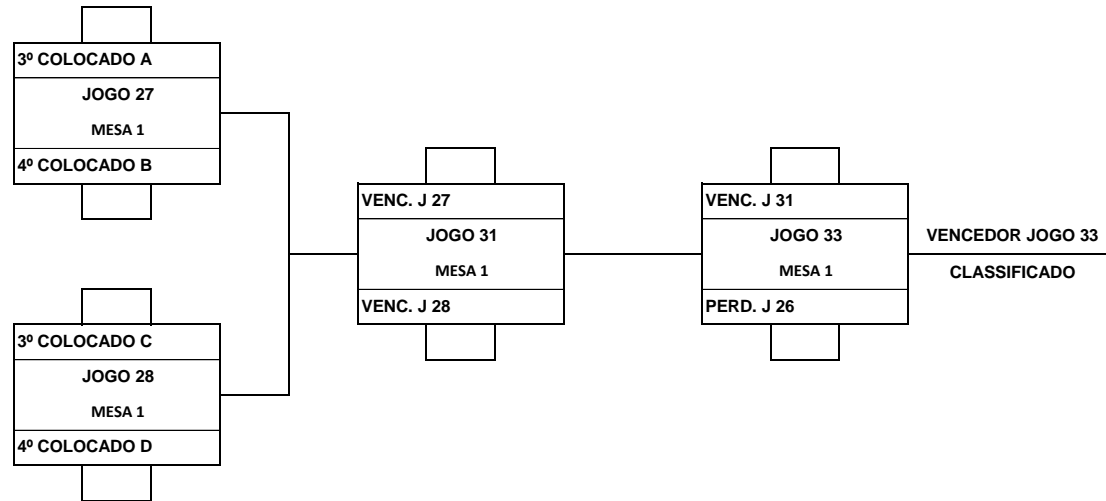 3º COLOCADO A
JOGO 27
MESA 1
4º COLOCADO B
3º COLOCADO C
JOGO 28
MESA 1
4º COLOCADO D
VENC. J 27
JOGO 31
MESA 1
VENC. J 28
VENC. J 31
JOGO 33
MESA 1
PERD. J 26
VENCEDOR JOGO 33
CLASSIFICADO